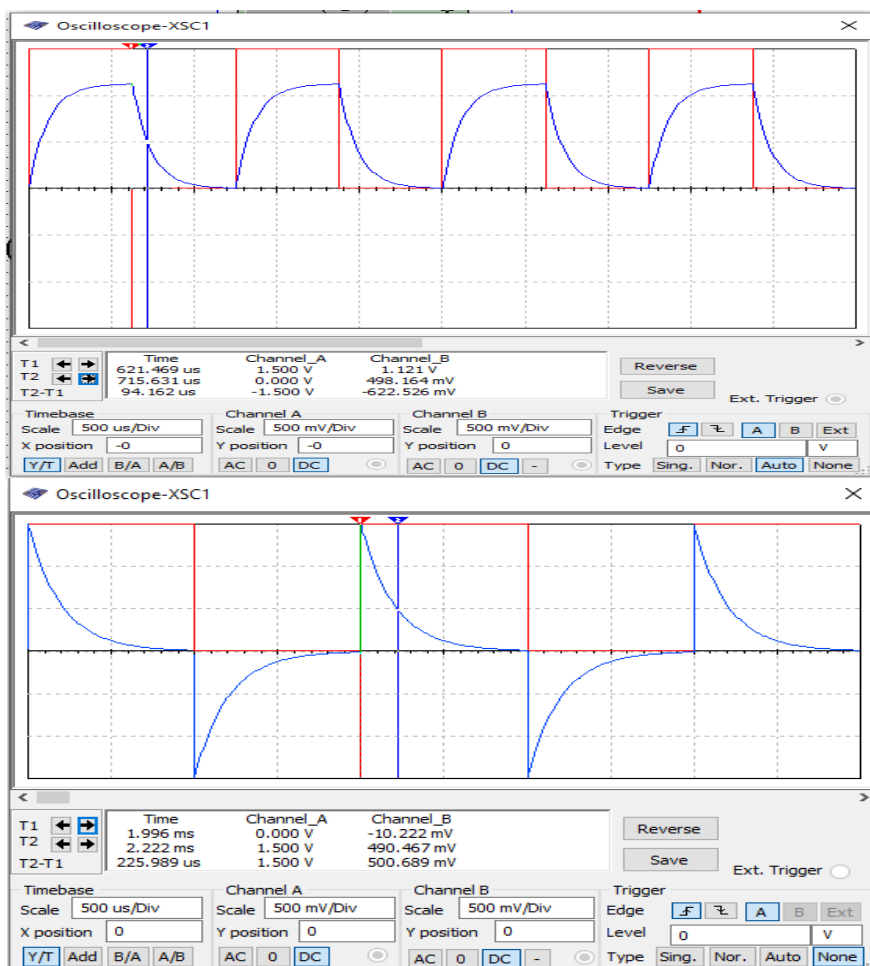 Oscilloscope-XSC1
Time Channel_A Channel_B
T1 621.469 us 1.500 V 1.121 V
T2 715.631 us 0.000 V 498.164 mV
T2-T1 94.162 us -1.500 V -622.526 mV
Reverse
Save
Ext. Trigger
Timebase Channel A Channel B Trigger
Scale 500 us/Div Scale 500 mV/Div Scale 500 mV/Div Edge A B Ext
X position -0 Y position -0 Y position 0 Level 0 V
Y/T Add B/A A/B AC 0 DC AC 0 DC - Type Sing. Nor. Auto None
Oscilloscope-XSC1
Time Channel_A Channel_B
T1 1.996 ms 0.000 V -10.222 mV
T2 2.222 ms 1.500 V 490.467 mV
T2-T1 225.989 us 1.500 V 500.689 mV
Reverse
Save
Ext. Trigger
Timebase Channel A Channel B Trigger
Scale 500 us/Div Scale 500 mV/Div Scale 500 mV/Div Edge A B Ext
X position 0 Y position 0 Y position 0 Level 0 V
Y/T Add B/A A/B AC 0 DC AC 0 DC - Type Sing. Nor. Auto None